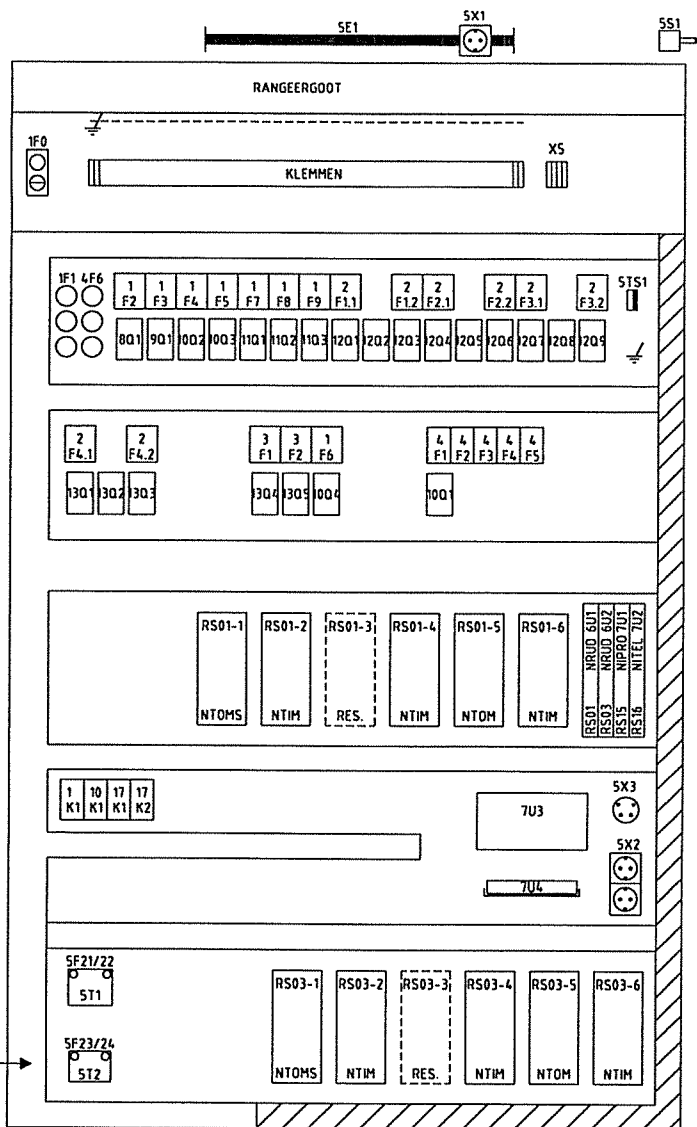 5E1 5X1 5S1
RANGEERGOOT
1F0
KLEMMEN
X5
1F1 4F6
1 1 1 1 1 1 1 2 2 2 2 2 2
F2 F3 F4 F5 F7 F8 F9 F1.1 F1.2 F2.1 F2.2 F3.1 F3.2
5TS1
8Q1 9Q1 10Q2 10Q3 11Q1 11Q2 11Q3 12Q1 12Q2 12Q3 12Q4 12Q5 12Q6 12Q7 12Q8 12Q9
2 2 3 3 1 4 4 4 4 4
F4.1 F4.2 F1 F2 F6 F1 F2 F3 F4 F5
13Q1 13Q2 13Q3 13Q4 13Q5 10Q4 10Q1
RS01-1 RS01-2 RS01-3 RS01-4 RS01-5 RS01-6
NTOMS NTIM RES. NTIM NTOM NTIM
RS01 NRUD 6U1
RS03 NRUD 6U2
RS15 NIPRO 7U1
RS16 NITEL 7U2
1 10 17 17
K1 K1 K1 K2
7U3
5X3
5X2
7U4
5F21/22
5T1
5F23/24
5T2
RS03-1 RS03-2 RS03-3 RS03-4 RS03-5 RS03-6
NTOMS NTIM RES. NTIM NTOM NTIM